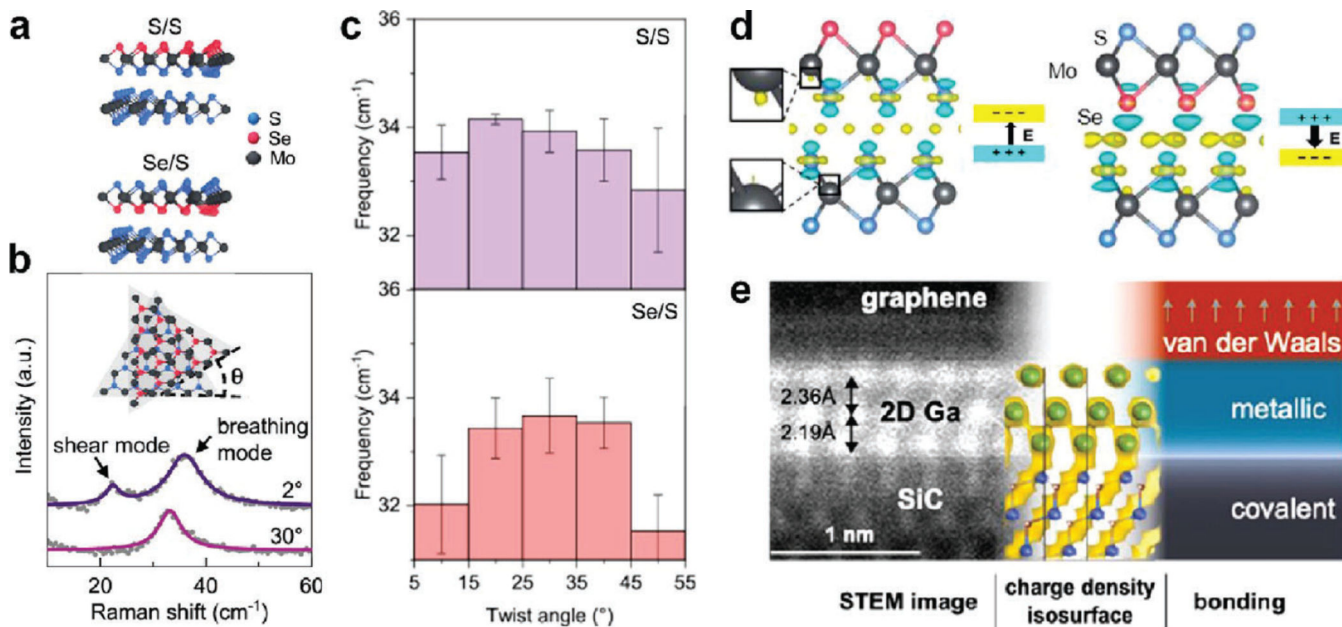 a
S/S
S
Se
Mo
Se/S
b
Intensity (a.u.)
θ
shear mode
breathing
mode
2°
30°
20
40
60
Raman shift (cm⁻¹)
c
S/S
36
34
32
Frequency (cm⁻¹)
Se/S
36
34
32
Frequency (cm⁻¹)
5
15
25
35
45
55
Twist angle (°)
d
S
Mo
Se
- - -
E
+ + +
+ + +
E
- - -
e
graphene
2.36Å
2.19Å
2D Ga
SiC
1 nm
van der Waals
metallic
covalent
STEM image
charge density
isosurface
bonding